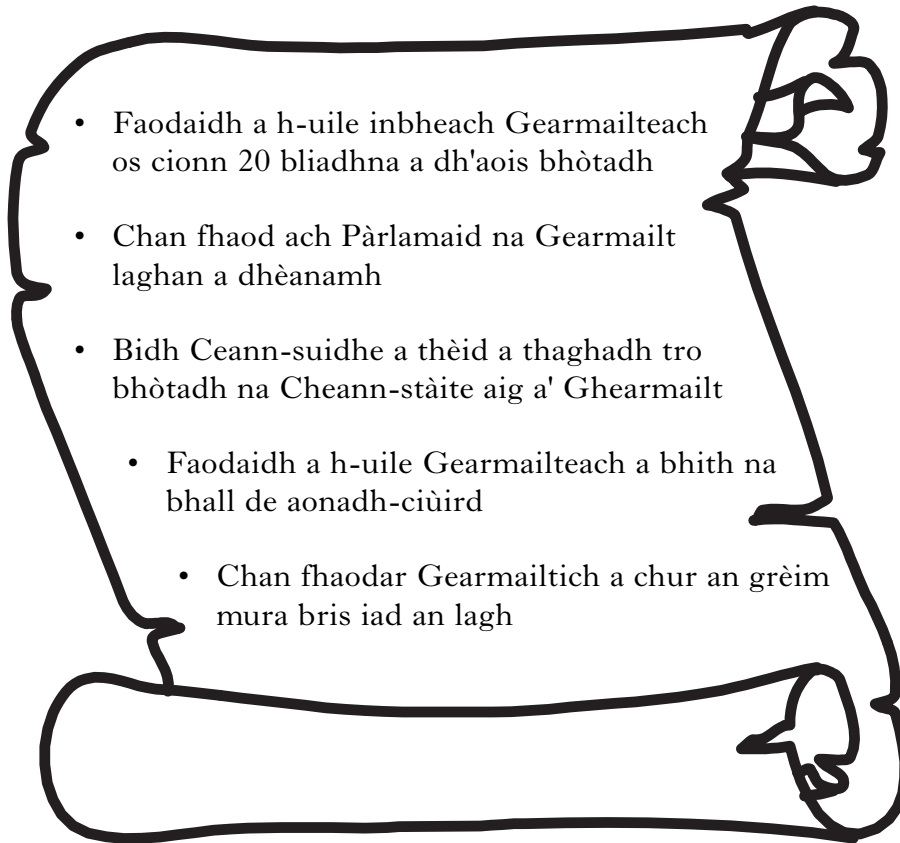 • Faodaidh a h-uile inbheach Gearmailteach
os cionn 20 bliadhna a dh'aois bhòtadh
• Chan fhaod ach Pàrlamaid na Gearmailt
laghan a dhèanamh
• Bidh Ceann-suidhe a thèid a thaghadh tro
bhòtadh na Cheann-stàite aig a' Ghearmailt
• Faodaidh a h-uile Gearmailteach a bhith na
bhall de aonadh-ciùird
• Chan fhaodar Gearmailtich a chur an grèim
mura bris iad an lagh